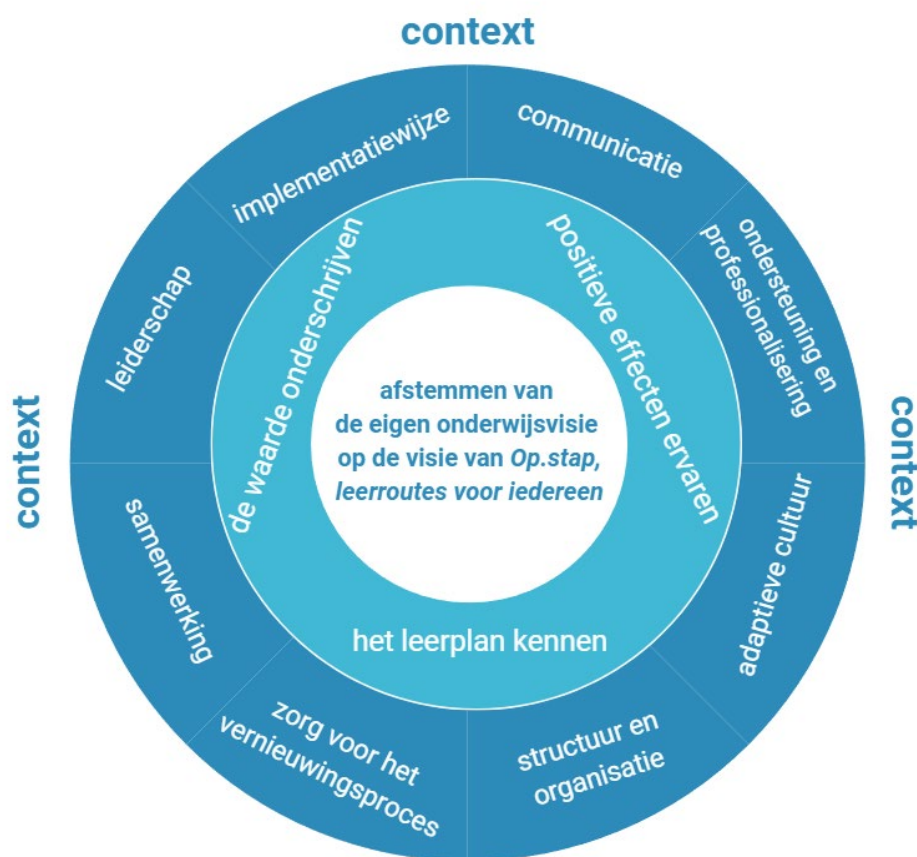 context
implementatiewijze
communicatie
leiderschap
ondersteuning en
professionalisering
de waarde onderschrijven
positieve effecten ervaren
afstemmen van
de eigen onderwijsvisie
op de visie van Op.stap,
leerroutes voor iedereen
context
context
samenwerking
adaptieve cultuur
het leerplan kennen
zorg voor het
vernieuwingsproces
structuur en
organisatie